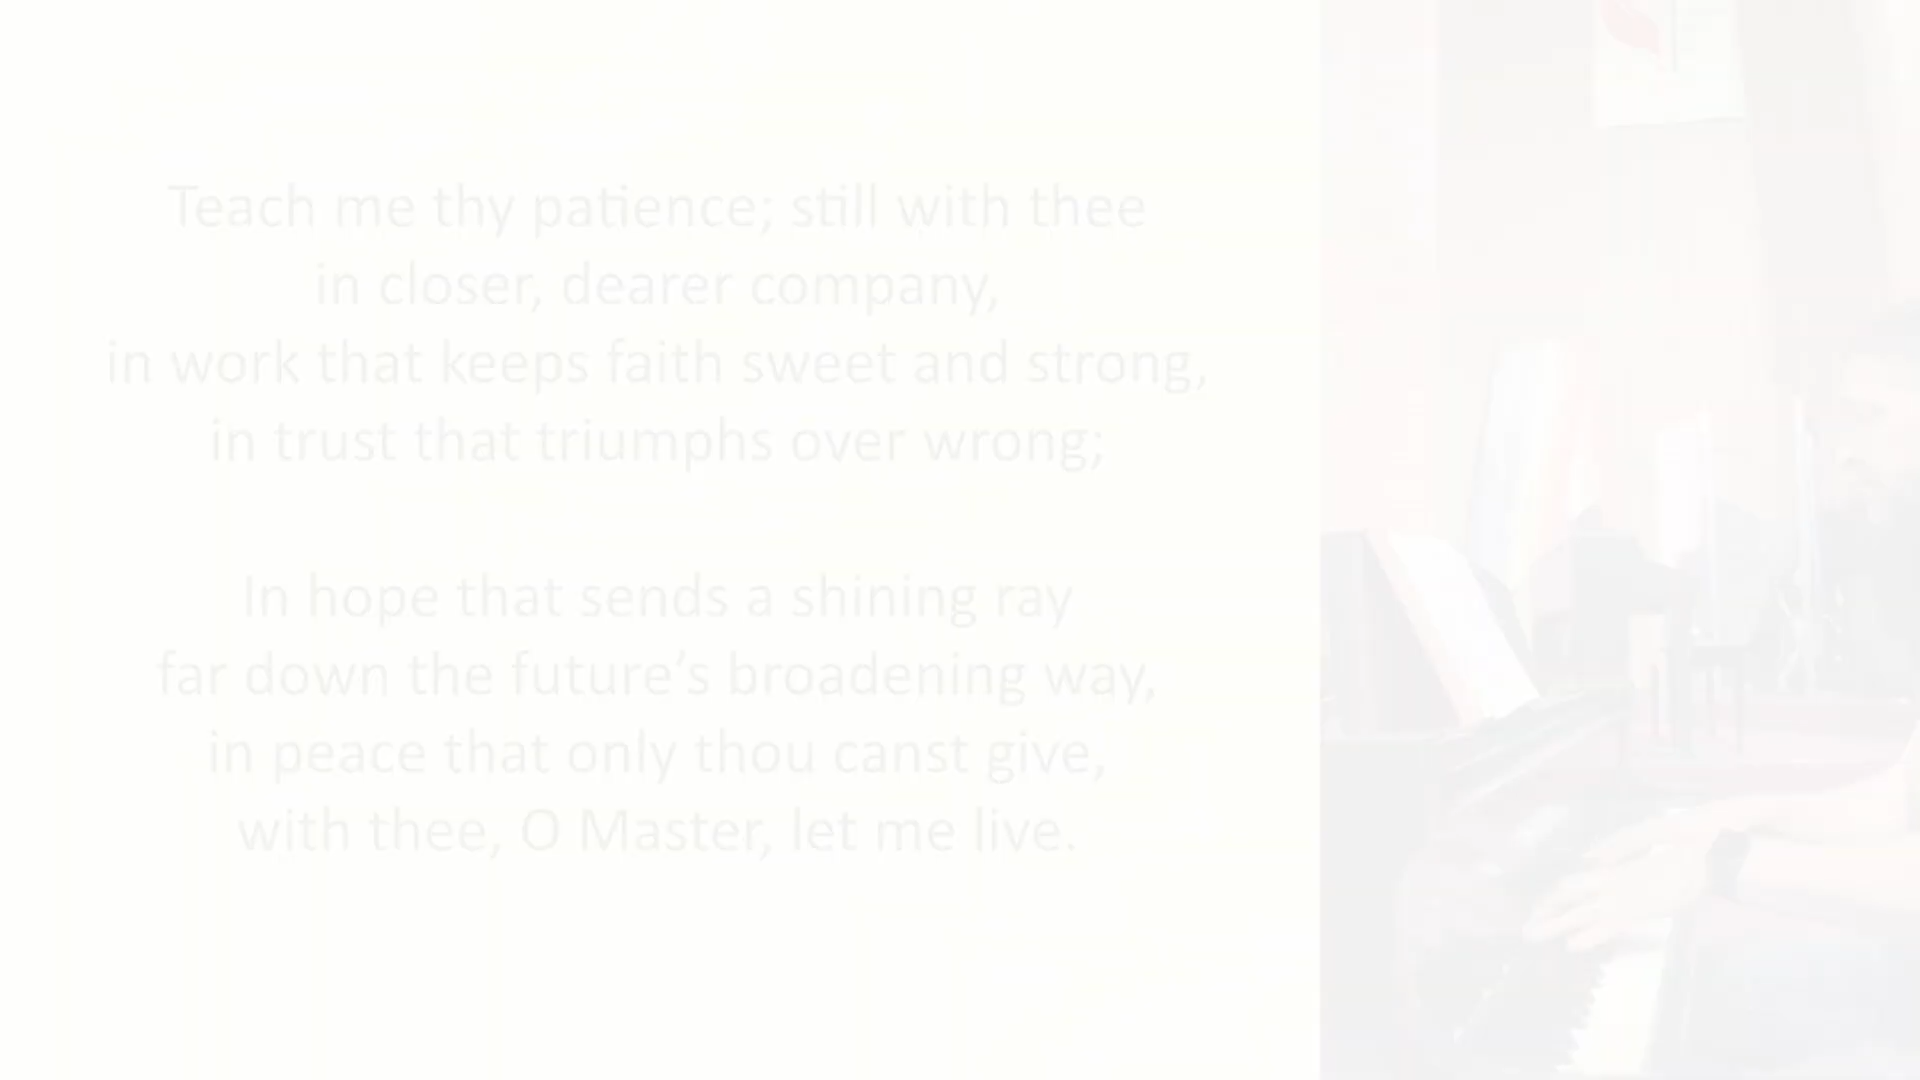 Teach me thy patience; still with thee
in closer, dearer company,
in work that keeps faith sweet and strong,
in trust that triumphs over wrong;
In hope that sends a shining ray
far down the future’s broadening way,
in peace that only thou canst give,
with thee, O Master, let me live.